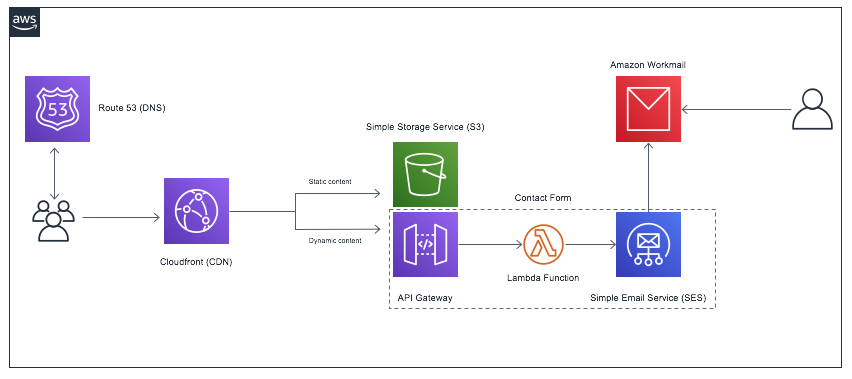 aws
Amazon Workmail
53
Route 53 (DNS)
Simple Storage Service (S3)
Static content
Contact Form
Dynamic content
</>
Cloudfront (CDN)
Lambda Function
API Gateway
Simple Email Service (SES)